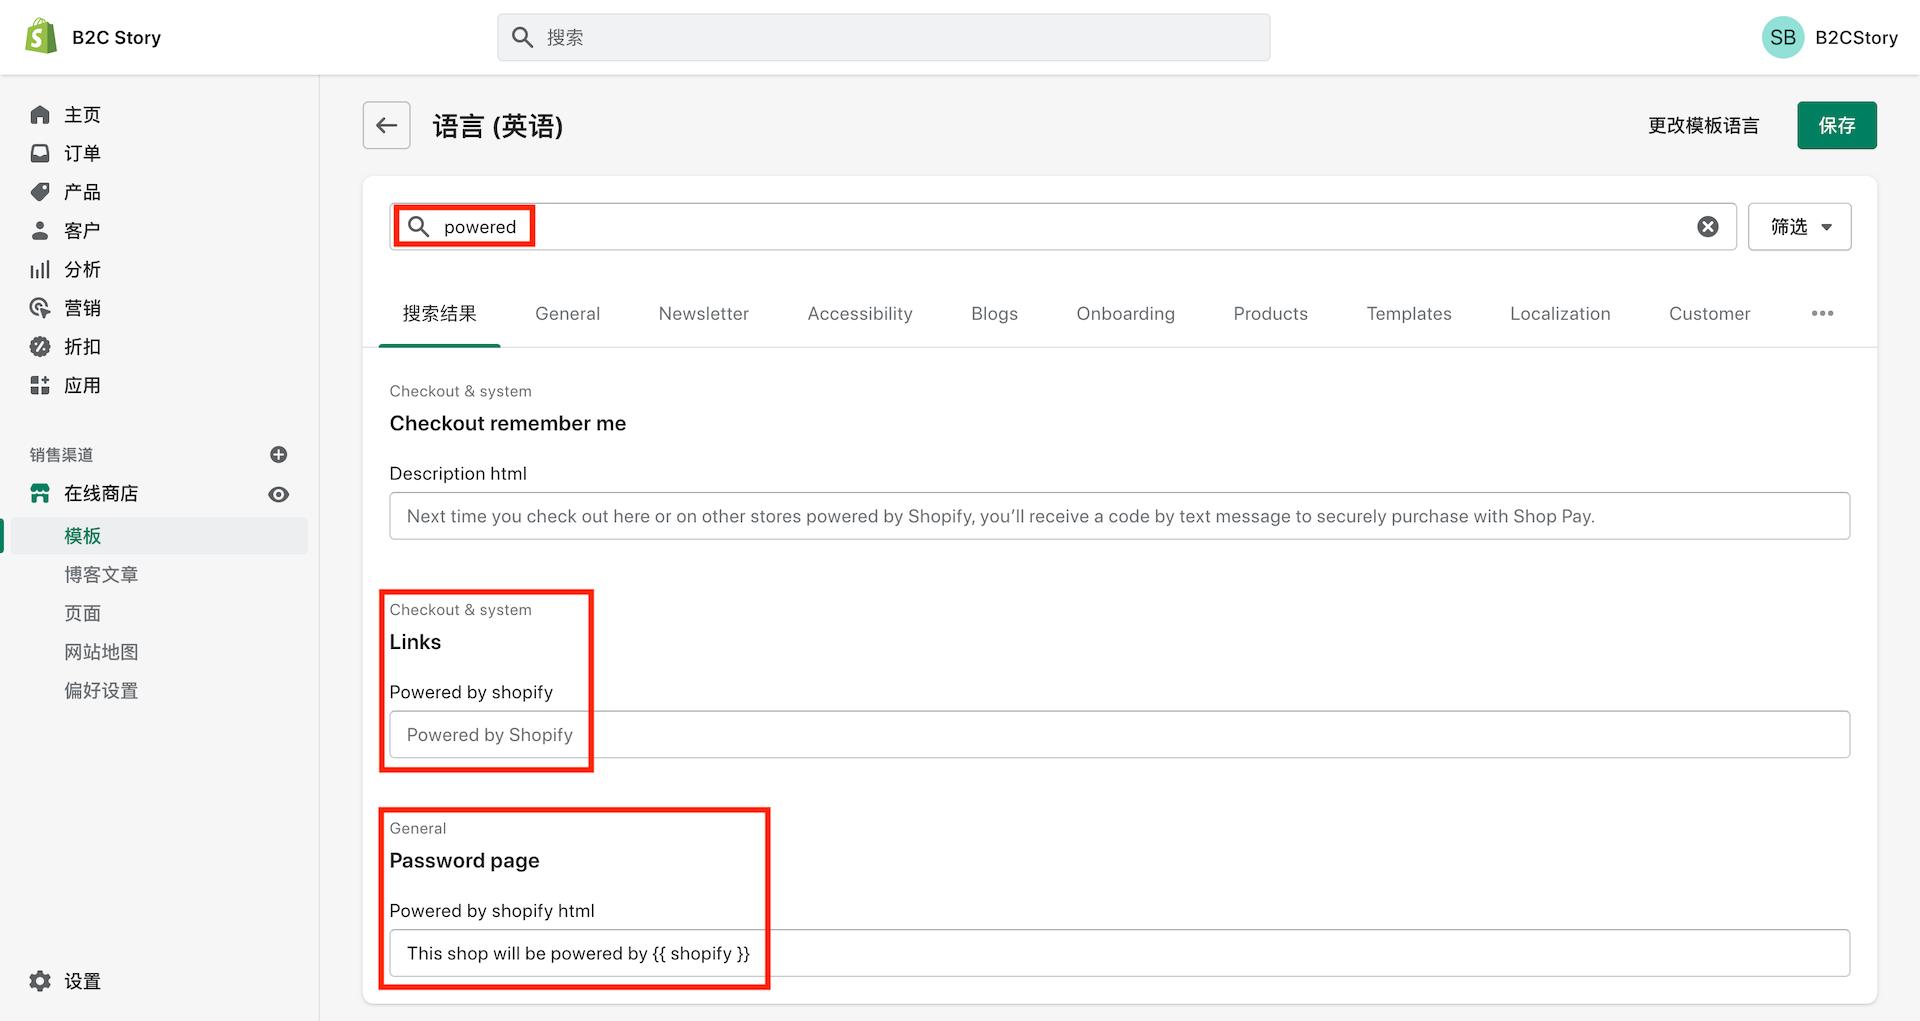 B2C Story
搜索
SB B2CStory
主页
订单
产品
客户
分析
营销
折扣
应用
销售渠道
在线商店
模板
博客文章
页面
网站地图
偏好设置
设置
语言 (英语)
更改模板语言
保存
powered
筛选
搜索结果 General Newsletter Accessibility Blogs Onboarding Products Templates Localization Customer
Checkout & system
Checkout remember me
Description html
Next time you check out here or on other stores powered by Shopify, you’ll receive a code by text message to securely purchase with Shop Pay.
Checkout & system
Links
Powered by shopify
Powered by Shopify
General
Password page
Powered by shopify html
This shop will be powered by {{ shopify }}